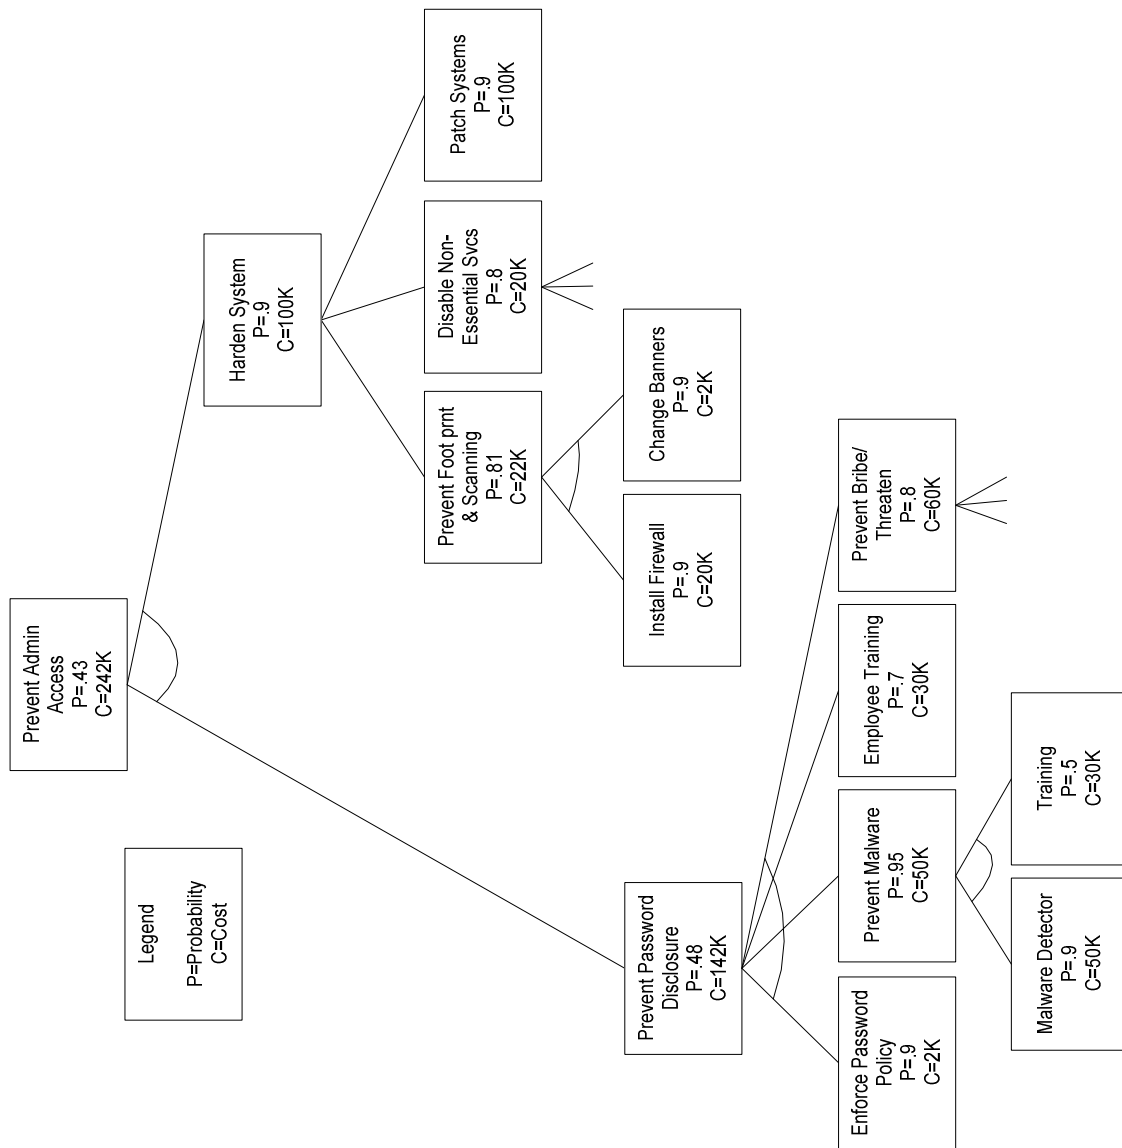 Prevent Admin
Access
P=.43
C=242K
Legend
P=Probability
C=Cost
Harden System
P=.9
C=100K
Prevent Foot prnt
& Scanning
P=.81
C=22K
Disable Non-
Essential Svcs
P=.8
C=20K
Patch Systems
P=.9
C=100K
Install Firewall
P=.9
C=20K
Change Banners
P=.9
C=2K
Prevent Password
Disclosure
P=.48
C=142K
Enforce Password
Policy
P=.9
C=2K
Prevent Malware
P=.95
C=50K
Employee Training
P=.7
C=30K
Prevent Bribe/
Threaten
P=.8
C=60K
Malware Detector
P=.9
C=50K
Training
P=.5
C=30K